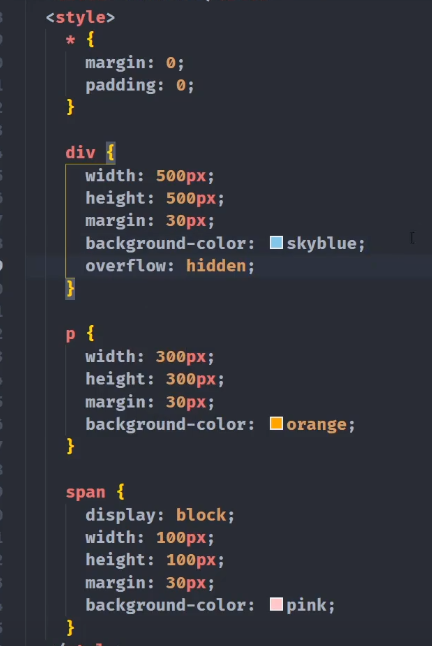 <style>
* {
margin: 0;
padding: 0;
}
div {
width: 500px;
height: 500px;
margin: 30px;
background-color: skyblue;
overflow: hidden;
}
p {
width: 300px;
height: 300px;
margin: 30px;
background-color: orange;
}
span {
display: block;
width: 100px;
height: 100px;
margin: 30px;
background-color: pink;
}